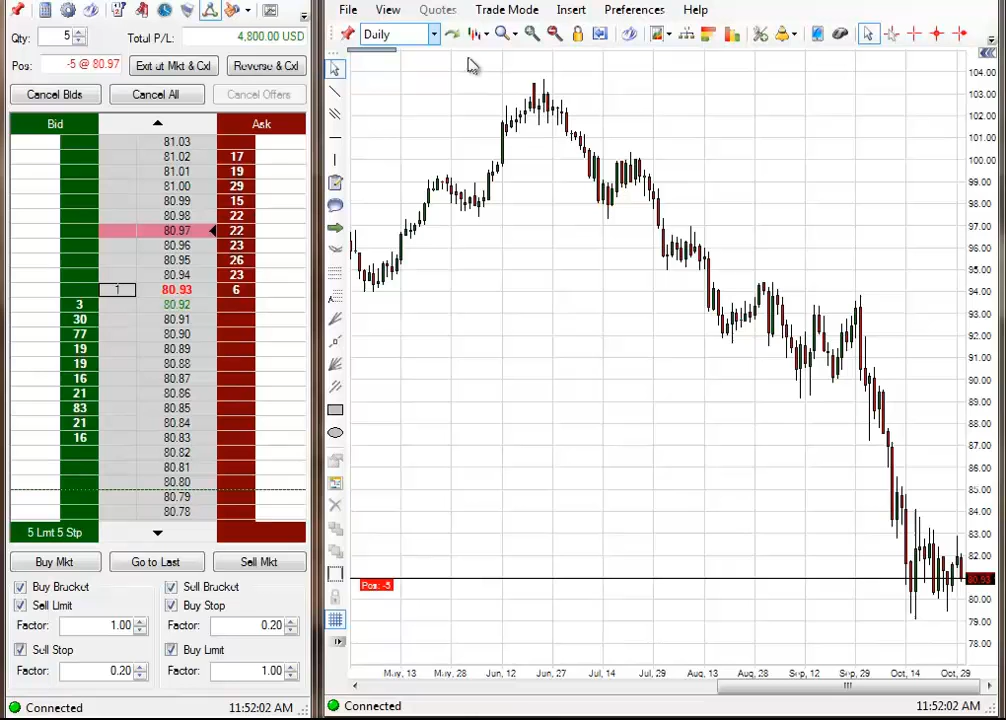 File View Quotes Trade Mode Insert Preferences Help
Qty: 5 Total P/L: 4,800.00 USD
Daily
Pos: -5 @ 80.97 Exit at Mkt & Cxl Reverse & Cxl
Cancel Bids Cancel All Cancel Offers
Bid Ask
81.03
81.02 17
81.01 19
81.00 29
80.99 15
80.98 22
80.97 22
80.96 23
80.95 26
80.94 23
1 80.93 6
3 80.92
30 80.91
77 80.90
19 80.89
19 80.88
16 80.87
21 80.86
83 80.85
21 80.84
16 80.83
80.82
80.81
80.80
80.79
80.78
5 Lmt 5 Stp
Buy Mkt Go to Last Sell Mkt
Buy Bracket Sell Bracket
Sell Limit Buy Stop
Factor: 1.00 Factor: 0.20
Sell Stop Buy Limit
Factor: 0.20 Factor: 1.00
Connected 11:52:02 AM
104.00
103.00
102.00
101.00
100.00
99.00
98.00
97.00
96.00
95.00
94.00
93.00
92.00
91.00
90.00
89.00
88.00
87.00
86.00
85.00
84.00
83.00
82.00
80.93
80.00
79.00
78.00
Pos: -5
May, 13 May, 28 Jun, 12 Jun, 27 Jul, 14 Jul, 29 Aug, 13 Aug, 28 Sep, 14 Sep, 29 Oct, 14 Oct, 29
Connected 11:52:02 AM